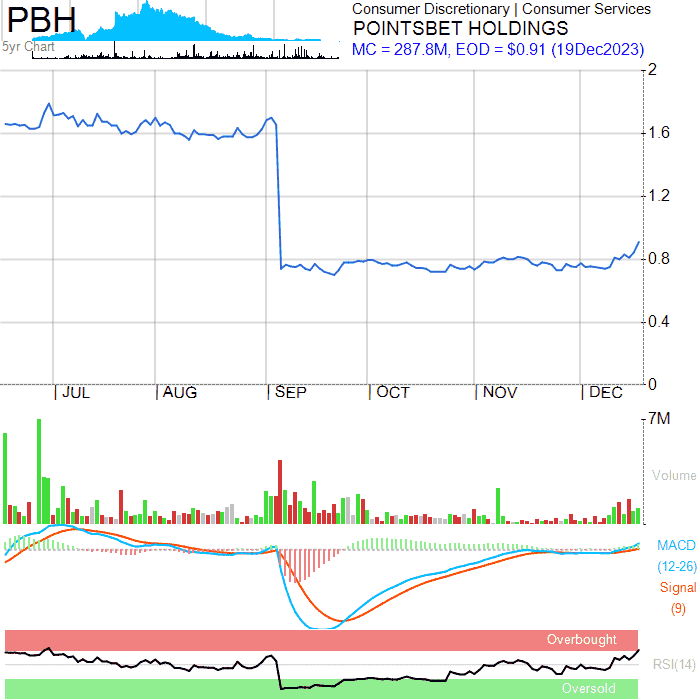 PBH
5yr Chart
Consumer Discretionary | Consumer Services
POINTSBET HOLDINGS
MC = 287.8M, EOD = $0.91 (19Dec2023)
2
1.6
1.2
0.8
0.4
0
JUL
AUG
SEP
OCT
NOV
DEC
7M
Volume
MACD
(12-26)
Signal
(9)
Overbought
RSI(14)
Oversold